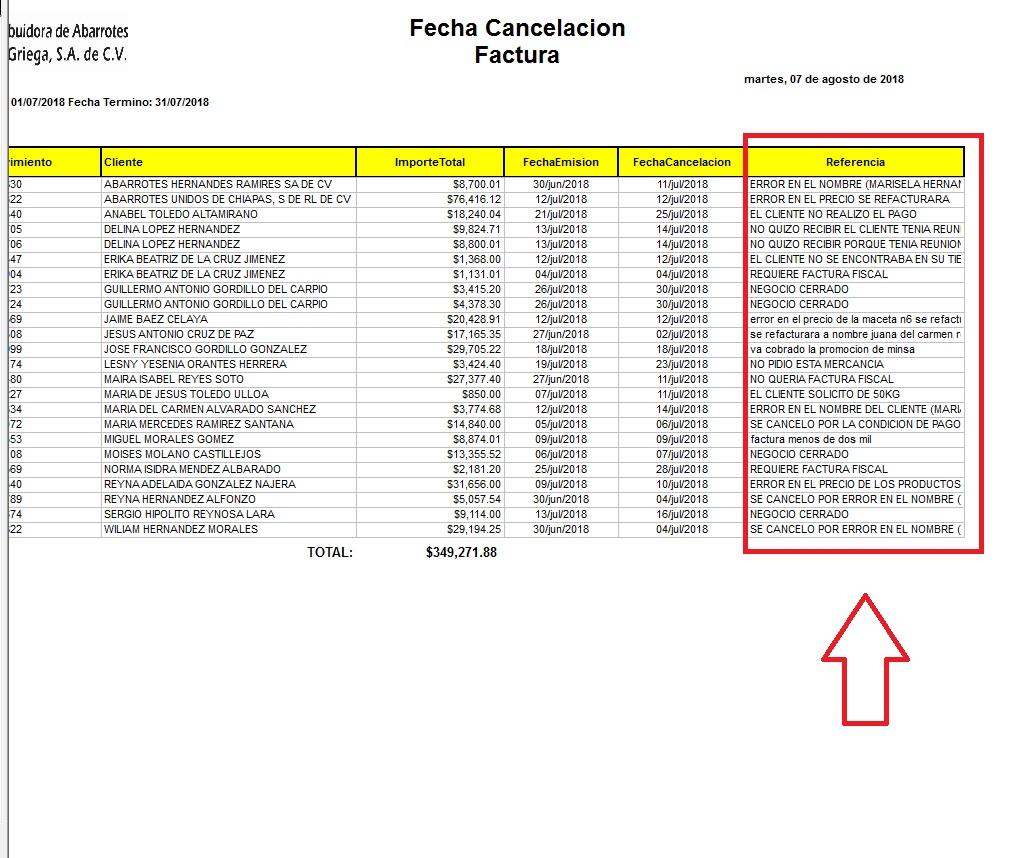 buidora de Abarrotes
Griega, S.A. de C.V.
Fecha Cancelacion
Factura
martes, 07 de agosto de 2018
01/07/2018 Fecha Termino: 31/07/2018
imiento Cliente ImporteTotal FechaEmision FechaCancelacion Referencia
30 ABARROTES HERNANDES RAMIRES SA DE CV $8,700.01 30/jun/2018 11/jul/2018 ERROR EN EL NOMBRE (MARISELA HERNAN
22 ABARROTES UNIDOS DE CHIAPAS, S DE RL DE CV $76,416.12 12/jul/2018 12/jul/2018 ERROR EN EL PRECIO SE REFACTURARA
40 ANABEL TOLEDO ALTAMIRANO $18,240.04 21/jul/2018 25/jul/2018 EL CLIENTE NO REALIZO EL PAGO
05 DELINA LOPEZ HERNANDEZ $9,824.71 13/jul/2018 14/jul/2018 NO QUIZO RECIBIR EL CLIENTE TENIA REUNI
06 DELINA LOPEZ HERNANDEZ $8,800.01 13/jul/2018 14/jul/2018 NO QUIZO RECIBIR PORQUE TENIA REUNION
47 ERIKA BEATRIZ DE LA CRUZ JIMENEZ $1,368.00 12/jul/2018 12/jul/2018 EL CLIENTE NO SE ENCONTRABA EN SU TIE
04 ERIKA BEATRIZ DE LA CRUZ JIMENEZ $1,131.01 04/jul/2018 04/jul/2018 REQUIERE FACTURA FISCAL
23 GUILLERMO ANTONIO GORDILLO DEL CARPIO $3,415.20 26/jul/2018 30/jul/2018 NEGOCIO CERRADO
24 GUILLERMO ANTONIO GORDILLO DEL CARPIO $4,378.30 26/jul/2018 30/jul/2018 NEGOCIO CERRADO
69 JAIME BAEZ CELAYA $20,428.91 12/jul/2018 12/jul/2018 error en el precio de la maceta n6 se refactu
08 JESUS ANTONIO CRUZ DE PAZ $17,165.35 27/jun/2018 02/jul/2018 se refacturara a nombre juana del carmen r
99 JOSE FRANCISCO GORDILLO GONZALEZ $29,705.22 18/jul/2018 18/jul/2018 va cobrado la promocion de minsa
74 LESNY YESENIA ORANTES HERRERA $3,424.40 19/jul/2018 23/jul/2018 NO PIDIO ESTA MERCANCIA
80 MAIRA ISABEL REYES SOTO $27,377.40 27/jun/2018 11/jul/2018 NO QUERIA FACTURA FISCAL
27 MARIA DE JESUS TOLEDO ULLOA $850.00 07/jul/2018 11/jul/2018 EL CLIENTE SOLICITO DE 50KG
34 MARIA DEL CARMEN ALVARADO SANCHEZ $3,774.68 12/jul/2018 14/jul/2018 ERROR EN EL NOMBRE DEL CLIENTE (MARI
72 MARIA MERCEDES RAMIREZ SANTANA $14,840.00 05/jul/2018 06/jul/2018 SE CANCELO POR LA CONDICION DE PAGO
53 MIGUEL MORALES GOMEZ $8,874.01 09/jul/2018 09/jul/2018 factura menos de dos mil
08 MOISES MOLANO CASTILLEJOS $13,355.52 06/jul/2018 07/jul/2018 NEGOCIO CERRADO
69 NORMA ISIDRA MENDEZ ALBARADO $2,181.20 25/jul/2018 28/jul/2018 REQUIERE FACTURA FISCAL
40 REYNA ADELAIDA GONZALEZ NAJERA $31,656.00 09/jul/2018 10/jul/2018 ERROR EN EL PRECIO DE LOS PRODUCTOS
89 REYNA HERNANDEZ ALFONZO $5,057.54 30/jun/2018 04/jul/2018 SE CANCELO POR ERROR EN EL NOMBRE (
74 SERGIO HIPOLITO REYNOSA LARA $9,114.00 13/jul/2018 16/jul/2018 NEGOCIO CERRADO
22 WILIAM HERNANDEZ MORALES $29,194.25 30/jun/2018 04/jul/2018 SE CANCELO POR ERROR EN EL NOMBRE (
TOTAL: $349,271.88